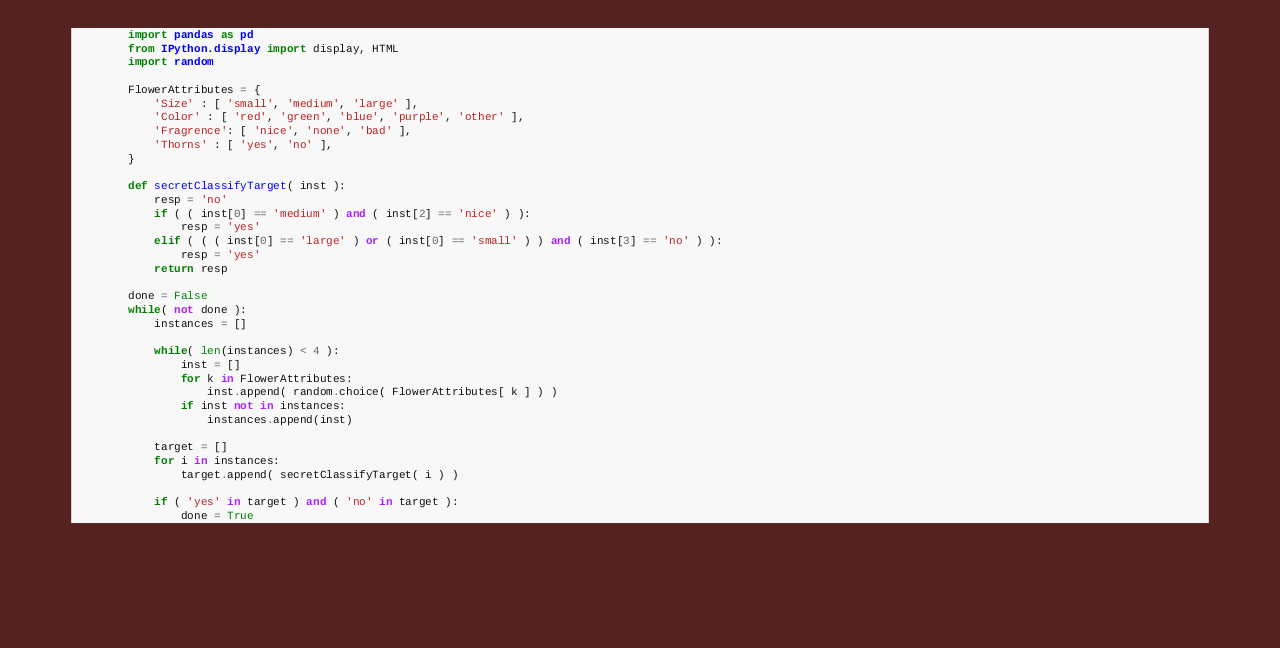 import pandas as pd
from IPython.display import display, HTML
import random

FlowerAttributes = {
    'Size' : [ 'small', 'medium', 'large' ],
    'Color' : [ 'red', 'green', 'blue', 'purple', 'other' ],
    'Fragrence': [ 'nice', 'none', 'bad' ],
    'Thorns' : [ 'yes', 'no' ],
}

def secretClassifyTarget( inst ):
    resp = 'no'
    if ( ( inst[0] == 'medium' ) and ( inst[2] == 'nice' ) ):
        resp = 'yes'
    elif ( ( ( inst[0] == 'large' ) or ( inst[0] == 'small' ) ) and ( inst[3] == 'no' ) ):
        resp = 'yes'
    return resp

done = False
while( not done ):
    instances = []

    while( len(instances) < 4 ):
        inst = []
        for k in FlowerAttributes:
            inst.append( random.choice( FlowerAttributes[ k ] ) )
        if inst not in instances:
            instances.append(inst)

    target = []
    for i in instances:
        target.append( secretClassifyTarget( i ) )

    if ( 'yes' in target ) and ( 'no' in target ):
        done = True